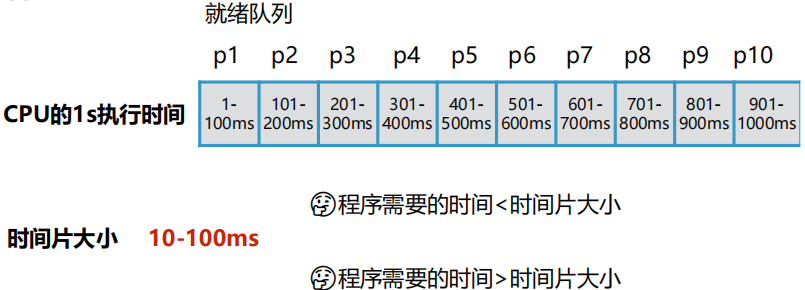 就绪队列
p1 p2 p3 p4 p5 p6 p7 p8 p9 p10
CPU的1s执行时间
1-100ms
101-200ms
201-300ms
301-400ms
401-500ms
501-600ms
601-700ms
701-800ms
801-900ms
901-1000ms
程序需要的时间<时间片大小
时间片大小 10-100ms
程序需要的时间>时间片大小